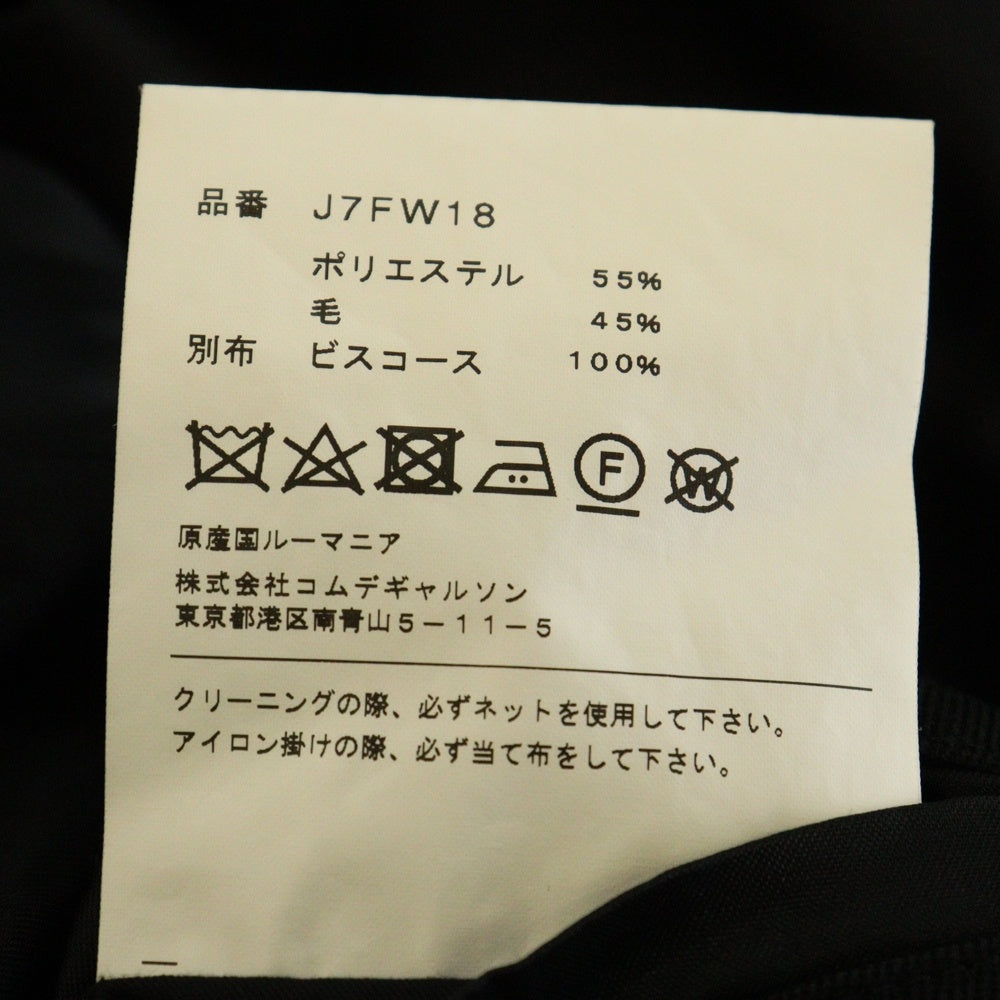 品番 J7FW18
ポリエステル 55%
毛 45%
別布 ビスコース 100%
F W
原産国ルーマニア
株式会社コムデギャルソン
東京都港区南青山5-11-5
クリーニングの際、必ずネットを使用して下さい。
アイロン掛けの際、必ず当て布をして下さい。